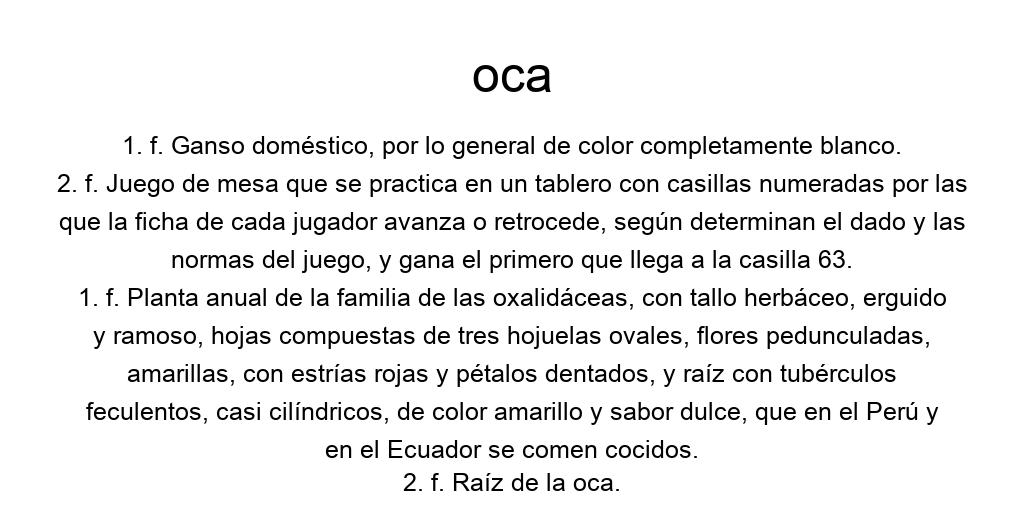 oca
1. f. Ganso doméstico, por lo general de color completamente blanco.
2. f. Juego de mesa que se practica en un tablero con casillas numeradas por las
que la ficha de cada jugador avanza o retrocede, según determinan el dado y las
normas del juego, y gana el primero que llega a la casilla 63.
1. f. Planta anual de la familia de las oxalidáceas, con tallo herbáceo, erguido
y ramoso, hojas compuestas de tres hojuelas ovales, flores pedunculadas,
amarillas, con estrías rojas y pétalos dentados, y raíz con tubérculos
feculentos, casi cilíndricos, de color amarillo y sabor dulce, que en el Perú y
en el Ecuador se comen cocidos.
2. f. Raíz de la oca.